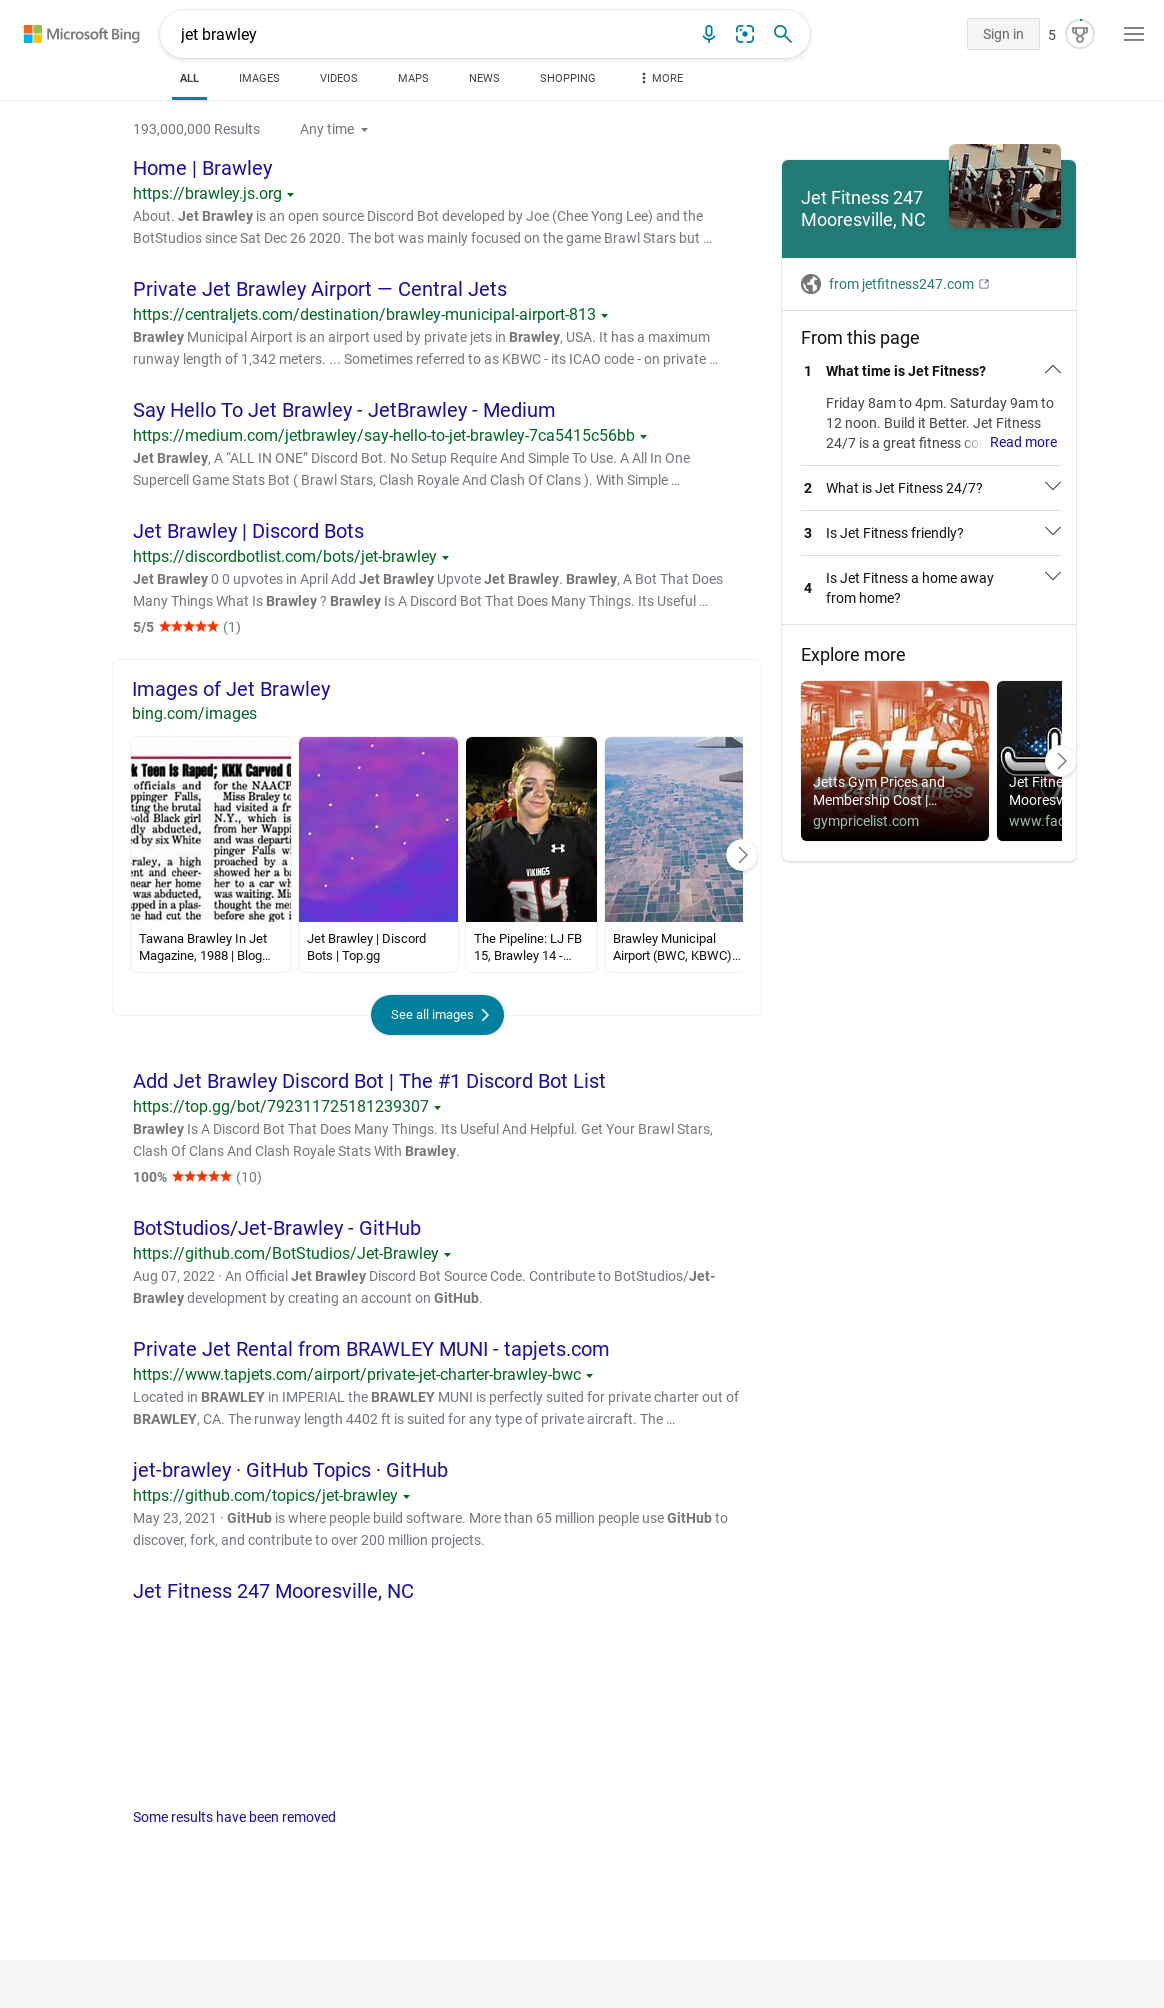 Microsoft Bing
jet brawley
Sign in
5
ALL
IMAGES
VIDEOS
MAPS
NEWS
SHOPPING
MORE
193,000,000 Results
Any time
Home | Brawley
https://brawley.js.org
About. Jet Brawley is an open source Discord Bot developed by Joe (Chee Yong Lee) and the
BotStudios since Sat Dec 26 2020. The bot was mainly focused on the game Brawl Stars but ...
Private Jet Brawley Airport — Central Jets
https://centraljets.com/destination/brawley-municipal-airport-813
Brawley Municipal Airport is an airport used by private jets in Brawley, USA. It has a maximum
runway length of 1,342 meters. ... Sometimes referred to as KBWC - its ICAO code - on private ...
Say Hello To Jet Brawley - JetBrawley - Medium
https://medium.com/jetbrawley/say-hello-to-jet-brawley-7ca5415c56bb
Jet Brawley, A “ALL IN ONE” Discord Bot. No Setup Require And Simple To Use. A All In One
Supercell Game Stats Bot ( Brawl Stars, Clash Royale And Clash Of Clans ). With Simple ...
Jet Brawley | Discord Bots
https://discordbotlist.com/bots/jet-brawley
Jet Brawley 0 0 upvotes in April Add Jet Brawley Upvote Jet Brawley. Brawley, A Bot That Does
Many Things What Is Brawley ? Brawley Is A Discord Bot That Does Many Things. Its Useful ...
5/5 ★★★★★ (1)
Images of Jet Brawley
bing.com/images
k Teen Is Raped; KKK Carved
officials and
ppinger Falls,
ting the brutal
-old Black girl
dly abducted,
ed by six White
raley, a high
ent and cheer-
near her home
was abducted,
pped in a plas-
ne had cut the
for the NAACP
Miss Braley to
had visited a fr
N.Y., which is
from her Wappi
and was departi
pinger Falls wh
proached by a
showed her a ba
her to a car wh
was waiting. Mis
thought the men
before she got i
Tawana Brawley In Jet
Magazine, 1988 | Blog...
Jet Brawley | Discord
Bots | Top.gg
VIKINGS
84
The Pipeline: LJ FB
15, Brawley 14 -...
Brawley Municipal
Airport (BWC, KBWC)...
See all images
Add Jet Brawley Discord Bot | The #1 Discord Bot List
https://top.gg/bot/792311725181239307
Brawley Is A Discord Bot That Does Many Things. Its Useful And Helpful. Get Your Brawl Stars,
Clash Of Clans And Clash Royale Stats With Brawley.
100% ★★★★★ (10)
BotStudios/Jet-Brawley - GitHub
https://github.com/BotStudios/Jet-Brawley
Aug 07, 2022 · An Official Jet Brawley Discord Bot Source Code. Contribute to BotStudios/Jet-
Brawley development by creating an account on GitHub.
Private Jet Rental from BRAWLEY MUNI - tapjets.com
https://www.tapjets.com/airport/private-jet-charter-brawley-bwc
Located in BRAWLEY in IMPERIAL the BRAWLEY MUNI is perfectly suited for private charter out of
BRAWLEY, CA. The runway length 4402 ft is suited for any type of private aircraft. The ...
jet-brawley · GitHub Topics · GitHub
https://github.com/topics/jet-brawley
May 23, 2021 · GitHub is where people build software. More than 65 million people use GitHub to
discover, fork, and contribute to over 200 million projects.
Jet Fitness 247 Mooresville, NC
Some results have been removed
Jet Fitness 247
Mooresville, NC
from jetfitness247.com
From this page
1 What time is Jet Fitness?
Friday 8am to 4pm. Saturday 9am to
12 noon. Build it Better. Jet Fitness
24/7 is a great fitness co Read more
2 What is Jet Fitness 24/7?
3 Is Jet Fitness friendly?
4 Is Jet Fitness a home away
from home?
Explore more
jetts
24 hour fitness
Jetts Gym Prices and
Membership Cost |...
gympricelist.com
Jet Fitne
Mooresv
www.fac